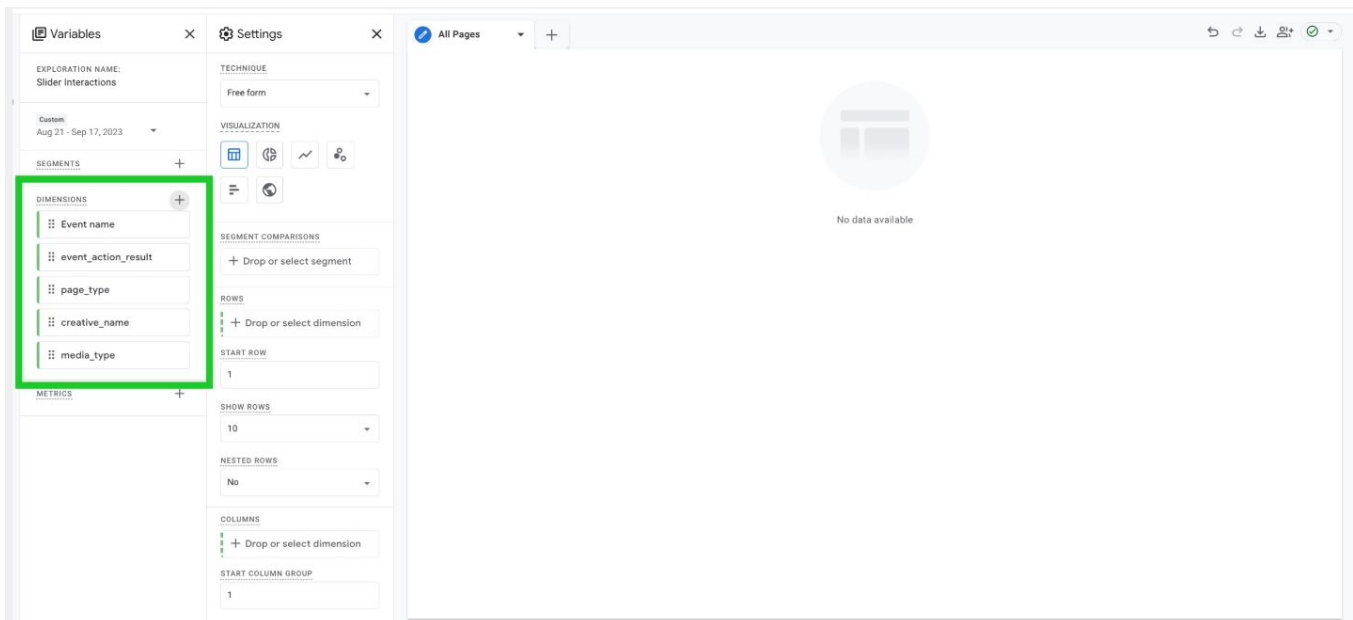 Variables
EXPLORATION NAME:
Slider Interactions
Custom
Aug 21 - Sep 17, 2023
SEGMENTS
DIMENSIONS
Event name
event_action_result
page_type
creative_name
media_type
METRICS
Settings
TECHNIQUE
Free form
VISUALIZATION
SEGMENT COMPARISONS
Drop or select segment
ROWS
Drop or select dimension
START ROW
1
SHOW ROWS
10
NESTED ROWS
No
COLUMNS
Drop or select dimension
START COLUMN GROUP
1
All Pages
No data available